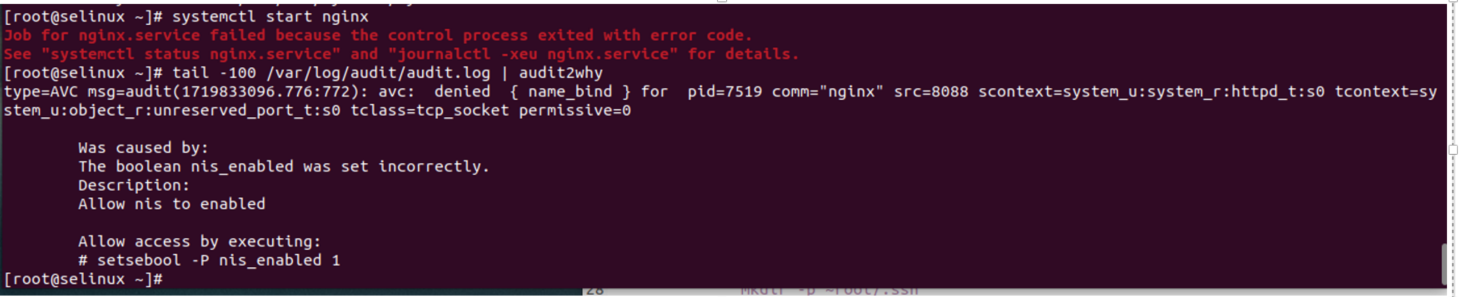 [root@selinux ~]# systemctl start nginx
Job for nginx.service failed because the control process exited with error code.
See "systemctl status nginx.service" and "journalctl -xeu nginx.service" for details.
[root@selinux ~]# tail -100 /var/log/audit/audit.log | audit2why
type=AVC msg=audit(1719833096.776:772): avc:  denied  { name_bind } for  pid=7519 comm="nginx" src=8088 scontext=system_u:system_r:httpd_t:s0 tcontext=sy
stem_u:object_r:unreserved_port_t:s0 tclass=tcp_socket permissive=0
Was caused by:
The boolean nis_enabled was set incorrectly.
Description:
Allow nis to enabled
Allow access by executing:
# setsebool -P nis_enabled 1
[root@selinux ~]#
28 mkdir -p ~root/.ssh